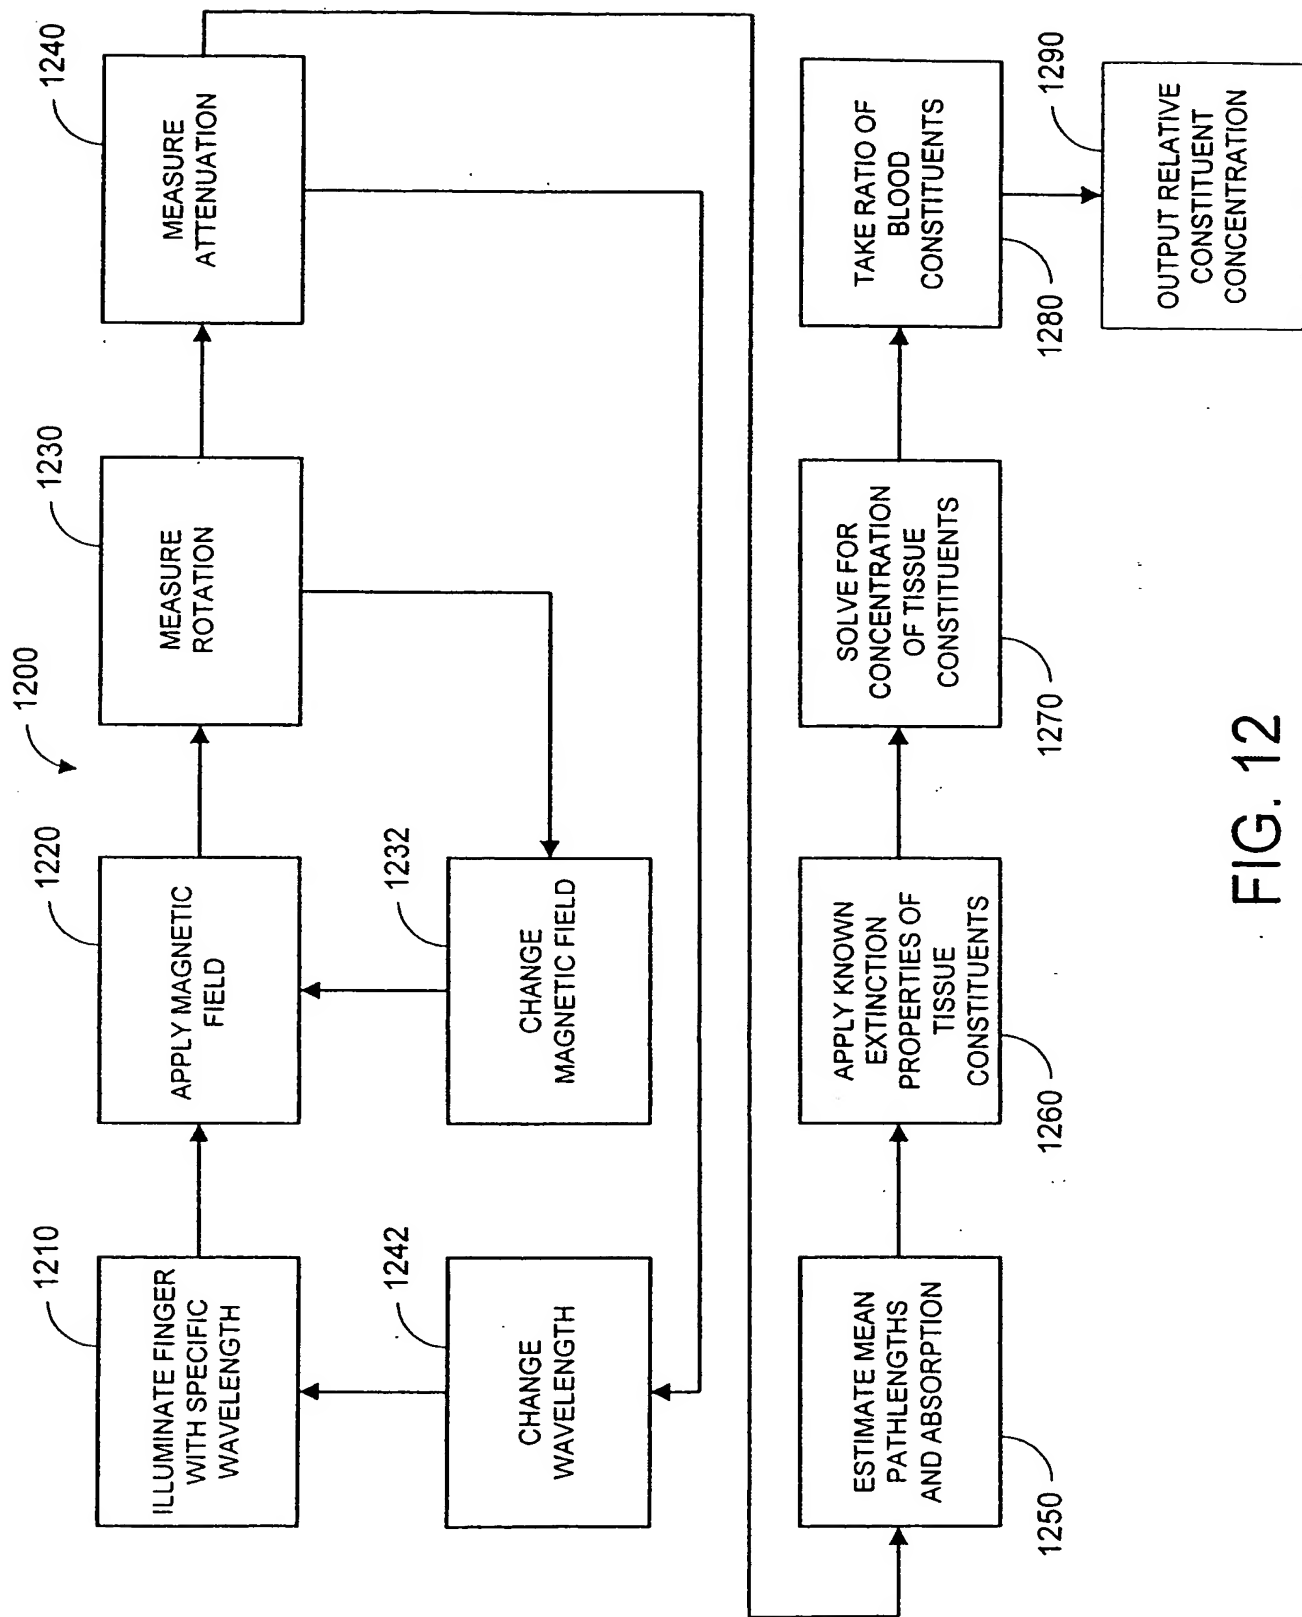 1200
1210
ILLUMINATE FINGER
WITH SPECIFIC
WAVELENGTH
1220
APPLY MAGNETIC
FIELD
1230
MEASURE
ROTATION
1240
MEASURE
ATTENUATION
1242
CHANGE
WAVELENGTH
1232
CHANGE
MAGNETIC FIELD
ESTIMATE MEAN
PATHLENGTHS
AND ABSORPTION
1250
APPLY KNOWN
EXTINCTION
PROPERTIES OF
TISSUE
CONSTITUENTS
1260
SOLVE FOR
CONCENTRATION
OF TISSUE
CONSTITUENTS
1270
TAKE RATIO OF
BLOOD
CONSTITUENTS
1280
1290
OUTPUT RELATIVE
CONSTITUENT
CONCENTRATION
FIG. 12